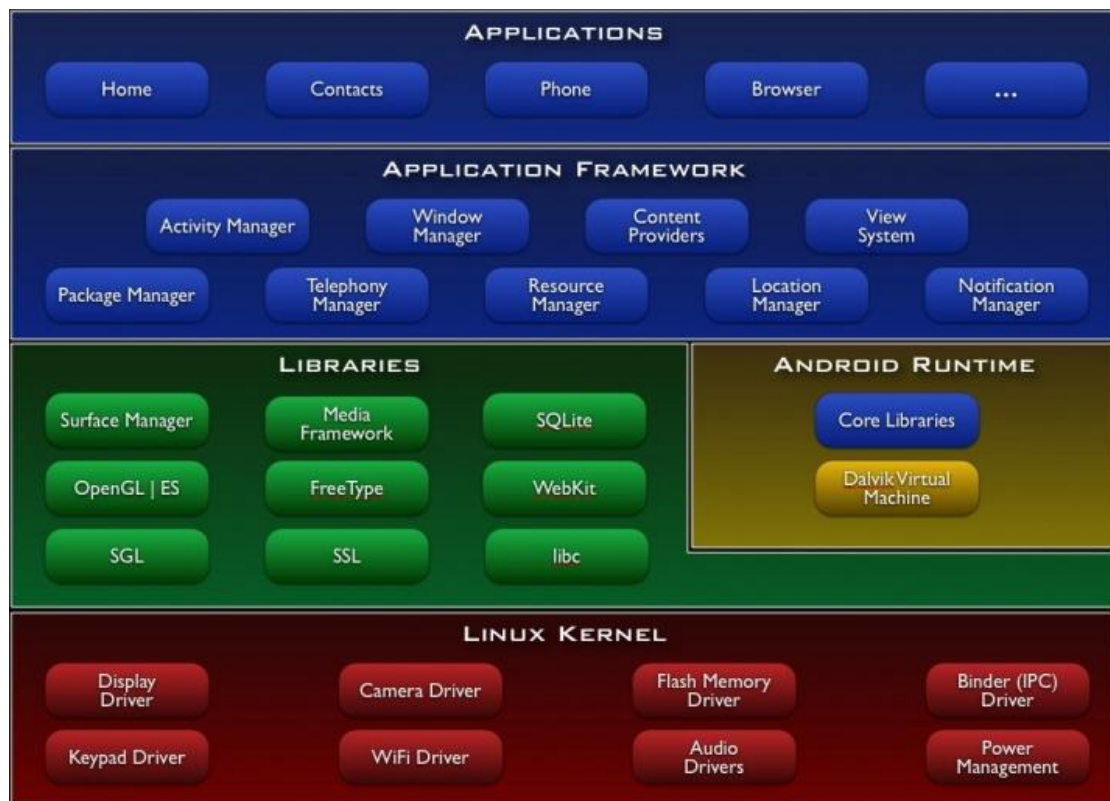 APPLICATIONS
Home
Contacts
Phone
Browser
...
APPLICATION FRAMEWORK
Activity Manager
Window
Manager
Content
Providers
View
System
Package Manager
Telephony
Manager
Resource
Manager
Location
Manager
Notification
Manager
LIBRARIES
Surface Manager
Media
Framework
SQLite
OpenGL | ES
FreeType
WebKit
SGL
SSL
libc
ANDROID RUNTIME
Core Libraries
Dalvik Virtual
Machine
LINUX KERNEL
Display
Driver
Camera Driver
Flash Memory
Driver
Binder (IPC)
Driver
Keypad Driver
WiFi Driver
Audio
Drivers
Power
Management